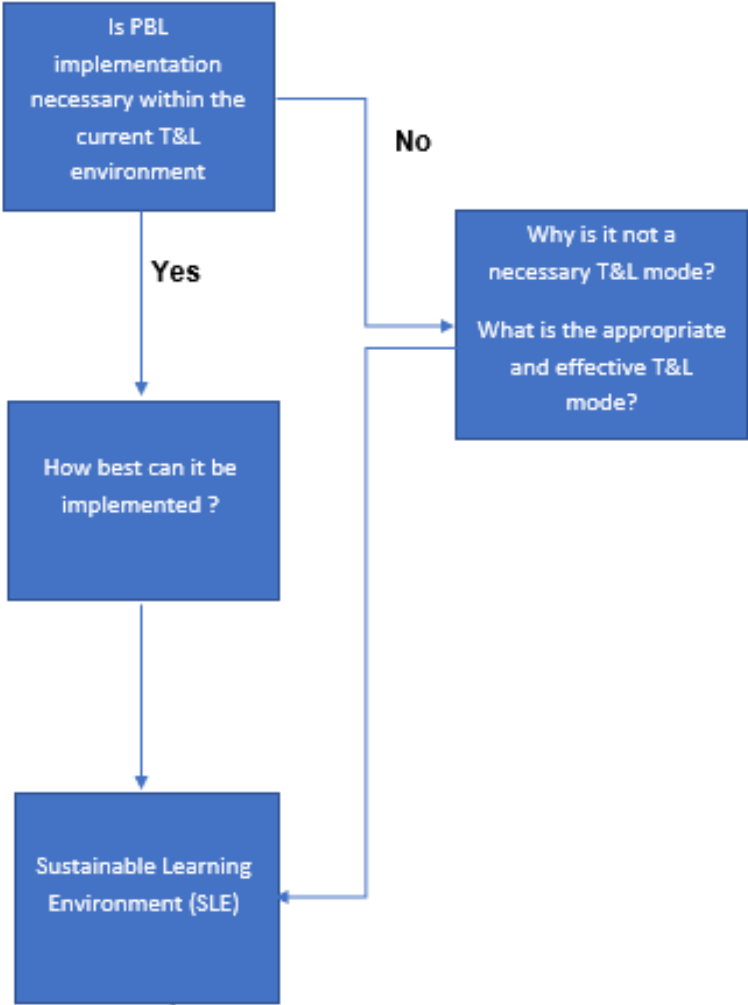 Is PBL
implementation
necessary within the
current T&L
environment
No
Yes
Why is it not a
necessary T&L mode?
What is the appropriate
and effective T&L
mode?
How best can it be
implemented ?
Sustainable Learning
Environment (SLE)